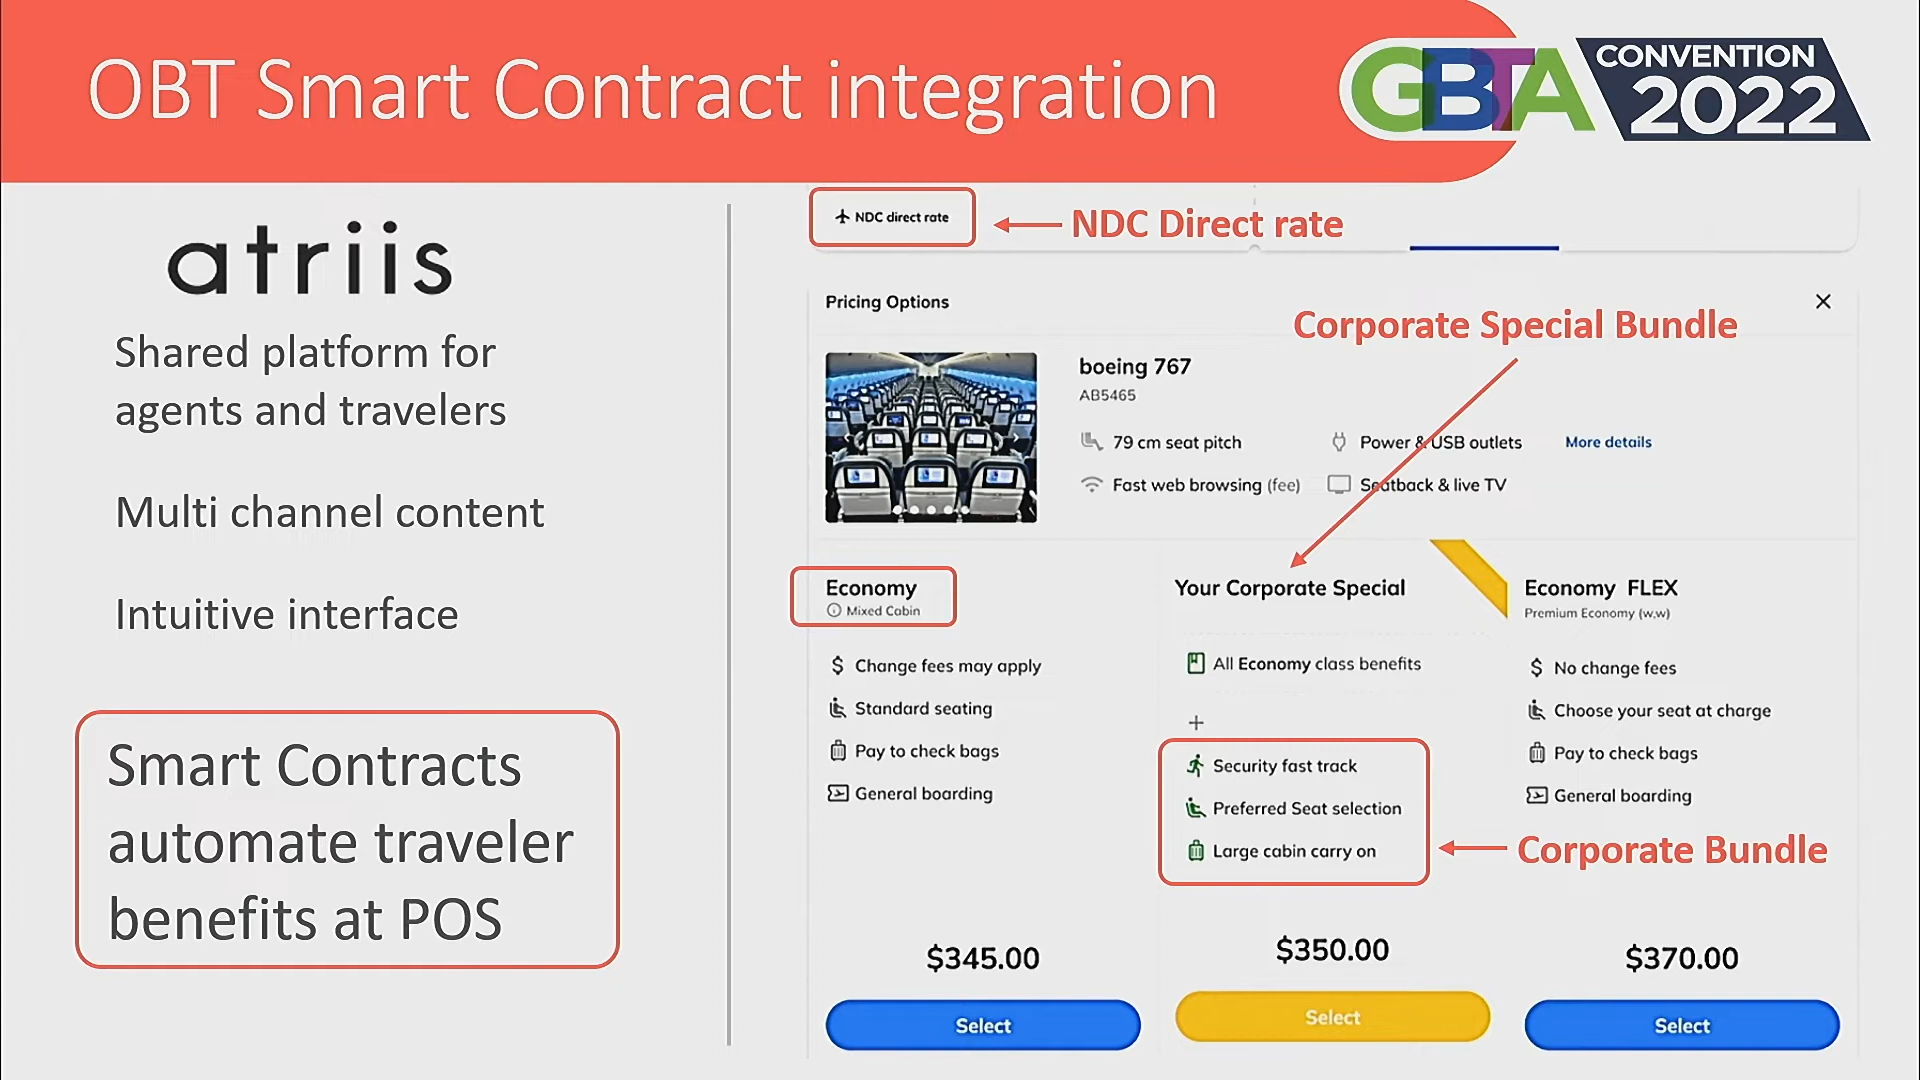 OBT Smart Contract integration
GBTA
CONVENTION
2022
atriis
Shared platform for
agents and travelers
Multi channel content
Intuitive interface
Smart Contracts
automate traveler
benefits at POS
NDC direct rate
NDC Direct rate
Pricing Options
Corporate Special Bundle
boeing 767
AB5465
79 cm seat pitch
Power & USB outlets
More details
Fast web browsing (fee)
Seatback & live TV
Economy
Mixed Cabin
Change fees may apply
Standard seating
Pay to check bags
General boarding
$345.00
Select
Your Corporate Special
All Economy class benefits
+
Security fast track
Preferred Seat selection
Large cabin carry on
Corporate Bundle
$350.00
Select
Economy FLEX
Premium Economy (w,w)
No change fees
Choose your seat at charge
Pay to check bags
General boarding
$370.00
Select